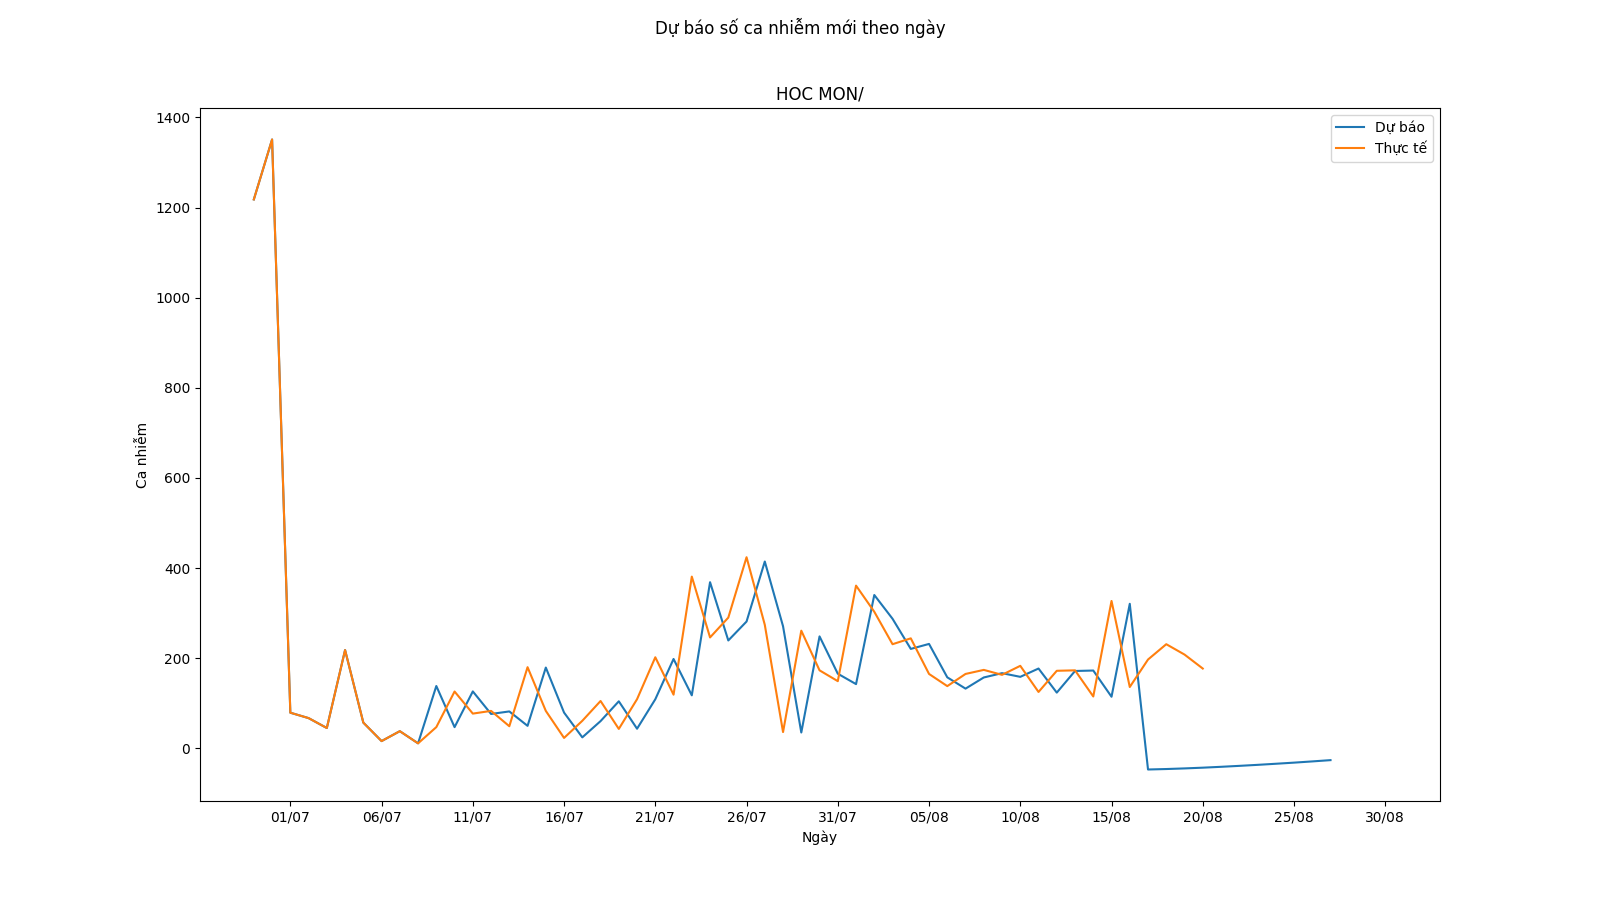 Dự báo số ca nhiễm mới theo ngày
HOC MON/
Dự báo
Thực tế
1400
1200
1000
800
600
400
200
0
Ca nhiễm
01/07 06/07 11/07 16/07 21/07 26/07 31/07 05/08 10/08 15/08 20/08 25/08 30/08
Ngày